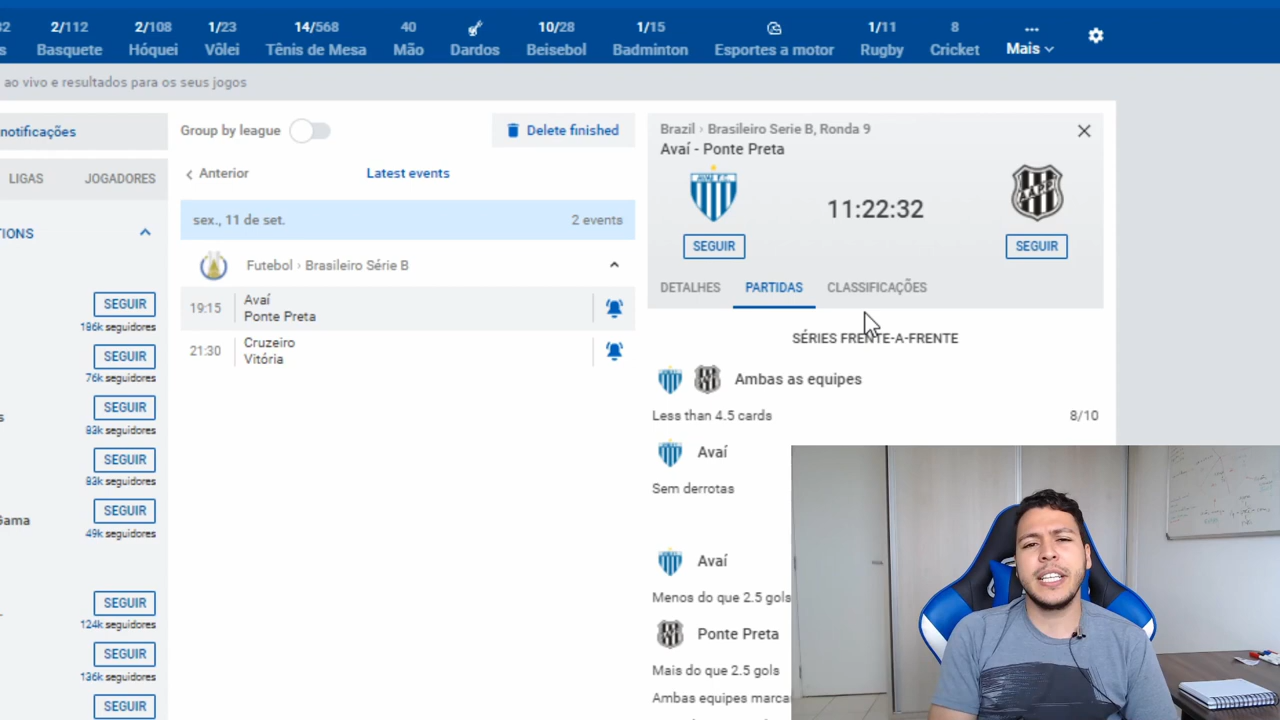 2/112
2/108
1/23
14/568
40
10/28
1/15
1/11
8
Basquete
Hóquei
Vôlei
Tênis de Mesa
Mão
Dardos
Beisebol
Badminton
Esportes a motor
Rugby
Cricket
Mais
ao vivo e resultados para os seus jogos
notificações
LIGAS
JOGADORES
TIONS
SEGUIR
186k seguidores
SEGUIR
76k seguidores
SEGUIR
83k seguidores
SEGUIR
83k seguidores
Gama
SEGUIR
49k seguidores
SEGUIR
124k seguidores
SEGUIR
136k seguidores
SEGUIR
Group by league
Delete finished
Anterior
Latest events
sex., 11 de set.
2 events
Futebol › Brasileiro Série B
19:15
Avaí
Ponte Preta
21:30
Cruzeiro
Vitória
Brazil › Brasileiro Serie B, Ronda 9
Avaí - Ponte Preta
11:22:32
SEGUIR
SEGUIR
DETALHES
PARTIDAS
CLASSIFICAÇÕES
SÉRIES FRENTE-A-FRENTE
Ambas as equipes
Less than 4.5 cards
8/10
Avaí
Sem derrotas
Avaí
Menos do que 2.5 gols
Ponte Preta
Mais do que 2.5 gols
Ambas equipes marca